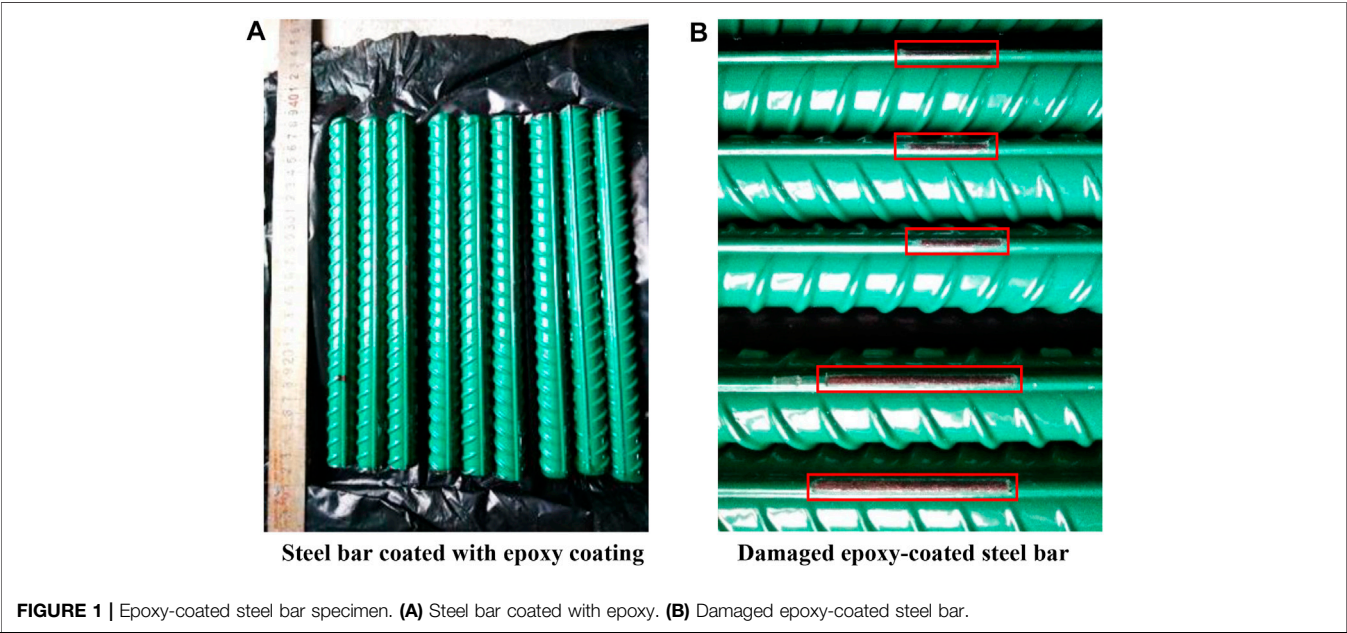 A
B
Steel bar coated with epoxy coating
Damaged epoxy-coated steel bar
FIGURE 1 | Epoxy-coated steel bar specimen. (A) Steel bar coated with epoxy. (B) Damaged epoxy-coated steel bar.